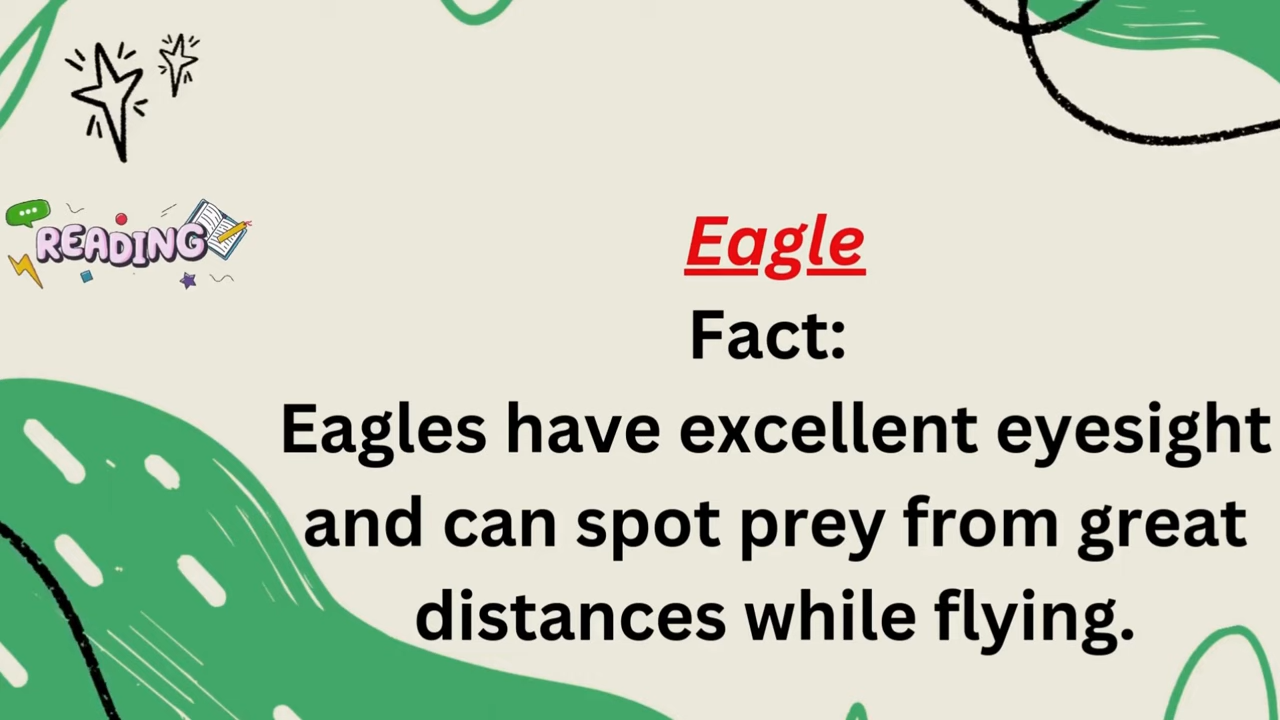 READING
Eagle
Fact:
Eagles have excellent eyesight
and can spot prey from great
distances while flying.